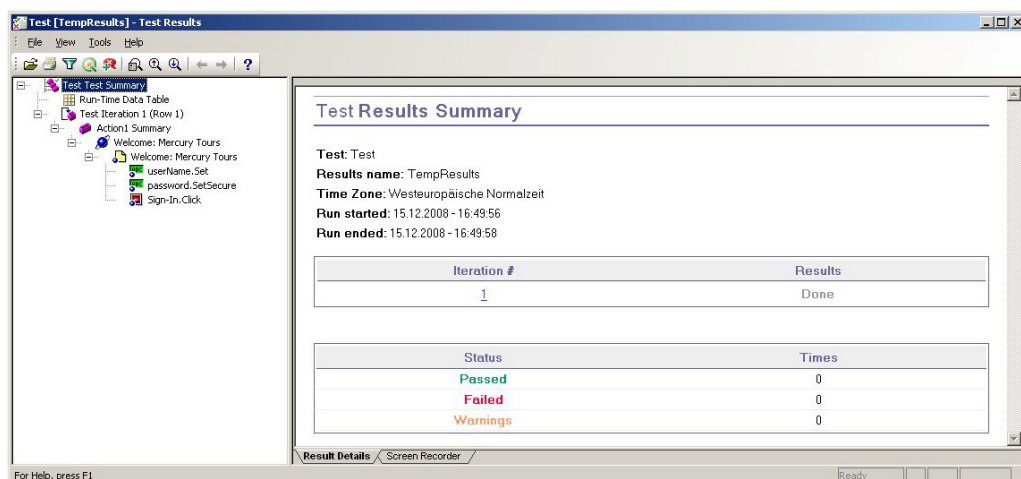 Test [TempResults] - Test Results
File View Tools Help
Test Test Summary
Run-Time Data Table
Test Iteration 1 (Row 1)
Action1 Summary
Welcome: Mercury Tours
Welcome: Mercury Tours
userName.Set
password.SetSecure
Sign-In.Click
Test Results Summary
Test: Test
Results name: TempResults
Time Zone: Westeuropäische Normalzeit
Run started: 15.12.2008 - 16:49:56
Run ended: 15.12.2008 - 16:49:58
Iteration # Results
1 Done
Status Times
Passed 0
Failed 0
Warnings 0
Result Details Screen Recorder
For Help, press F1 Ready